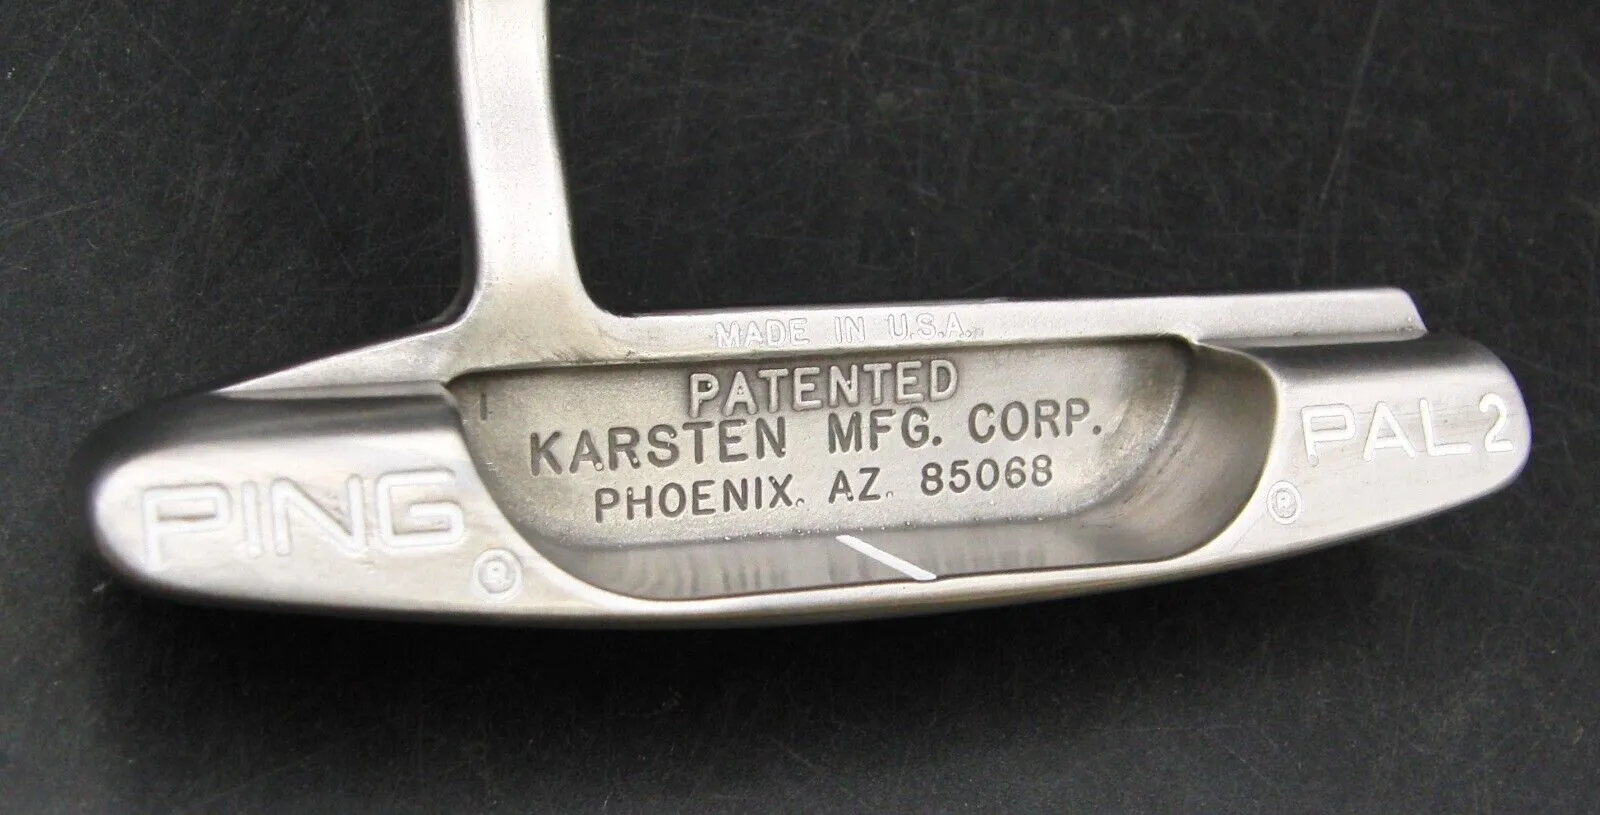 MADE IN U.S.A.
PATENTED
KARSTEN MFG. CORP.
PHOENIX. AZ. 85068
PING ®
PAL 2 ®